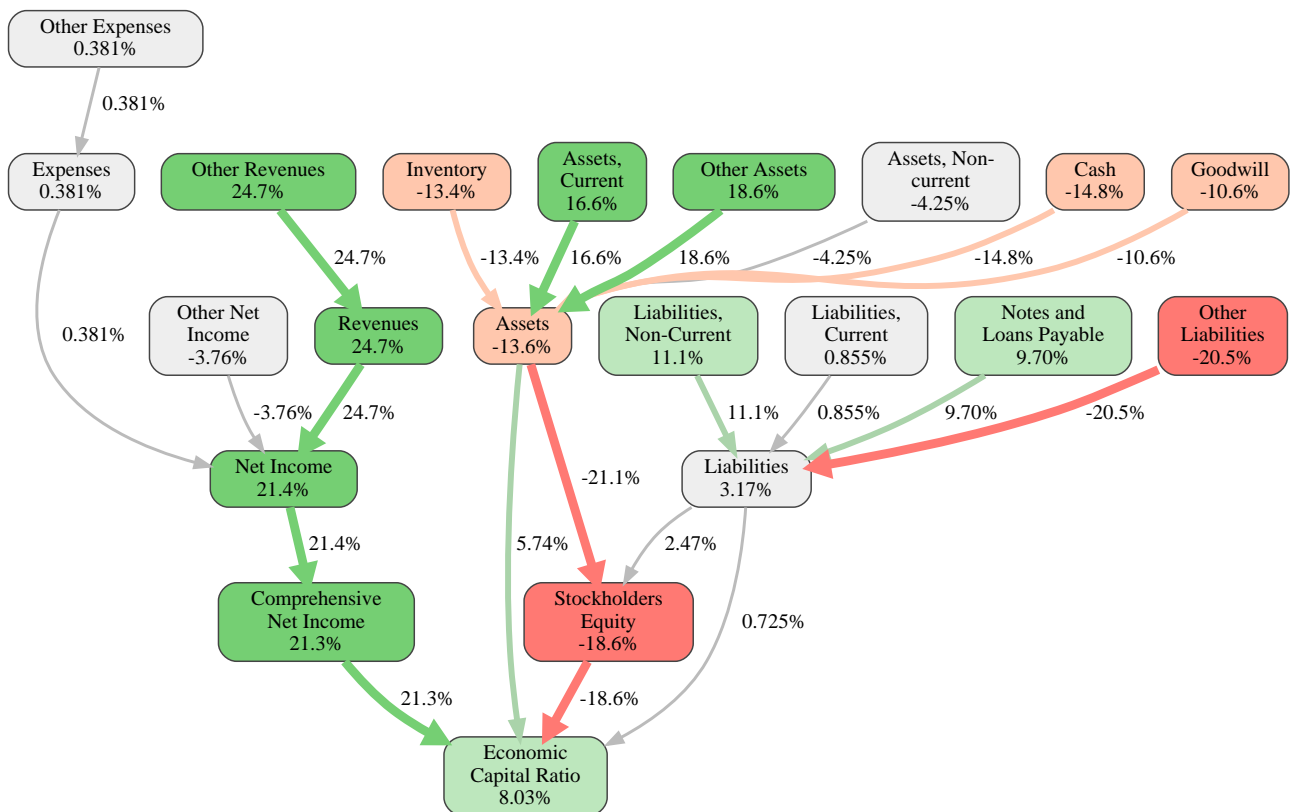 Other Expenses
0.381%
0.381%
Expenses
0.381%
Other Revenues
24.7%
Inventory
-13.4%
Assets,
Current
16.6%
Other Assets
18.6%
Assets, Non-
current
-4.25%
Cash
-14.8%
Goodwill
-10.6%
24.7%
-13.4%
16.6%
18.6%
-4.25%
-14.8%
-10.6%
0.381%
Other Net
Income
-3.76%
Revenues
24.7%
Assets
-13.6%
Liabilities,
Non-Current
11.1%
Liabilities,
Current
0.855%
Notes and
Loans Payable
9.70%
Other
Liabilities
-20.5%
-3.76%
24.7%
11.1%
0.855%
9.70%
-20.5%
Net Income
21.4%
-21.1%
Liabilities
3.17%
21.4%
5.74%
2.47%
Comprehensive
Net Income
21.3%
Stockholders
Equity
-18.6%
0.725%
21.3%
-18.6%
Economic
Capital Ratio
8.03%